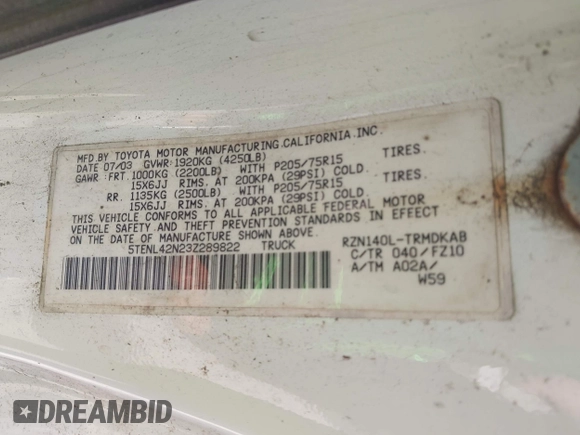 MFD.BY TOYOTA MOTOR MANUFACTURING,CALIFORNIA.INC.
DATE 07/03 GVWR:1920KG (4250LB)
GAWR: FRT. 1000KG (2200LB) WITH P205/75R15 TIRES.
15X6JJ RIMS. AT 200KPA (29PSI) COLD
RR. 1135KG (2500LB) WITH P205/75R15 TIRES.
15X6JJ RIMS. AT 200KPA (29PSI) COLD.
THIS VEHICLE CONFORMS TO ALL APPLICABLE FEDERAL MOTOR
VEHICLE SAFETY AND THEFT PREVENTION STANDARDS IN EFFECT
ON THE DATE OF MANUFACTURE SHOWN ABOVE.
5TENL42N23Z289822 TRUCK RZN140L-TRMDKAB
C/TR 040/FZ10
A/TM A02A/
W59
DREAMBID